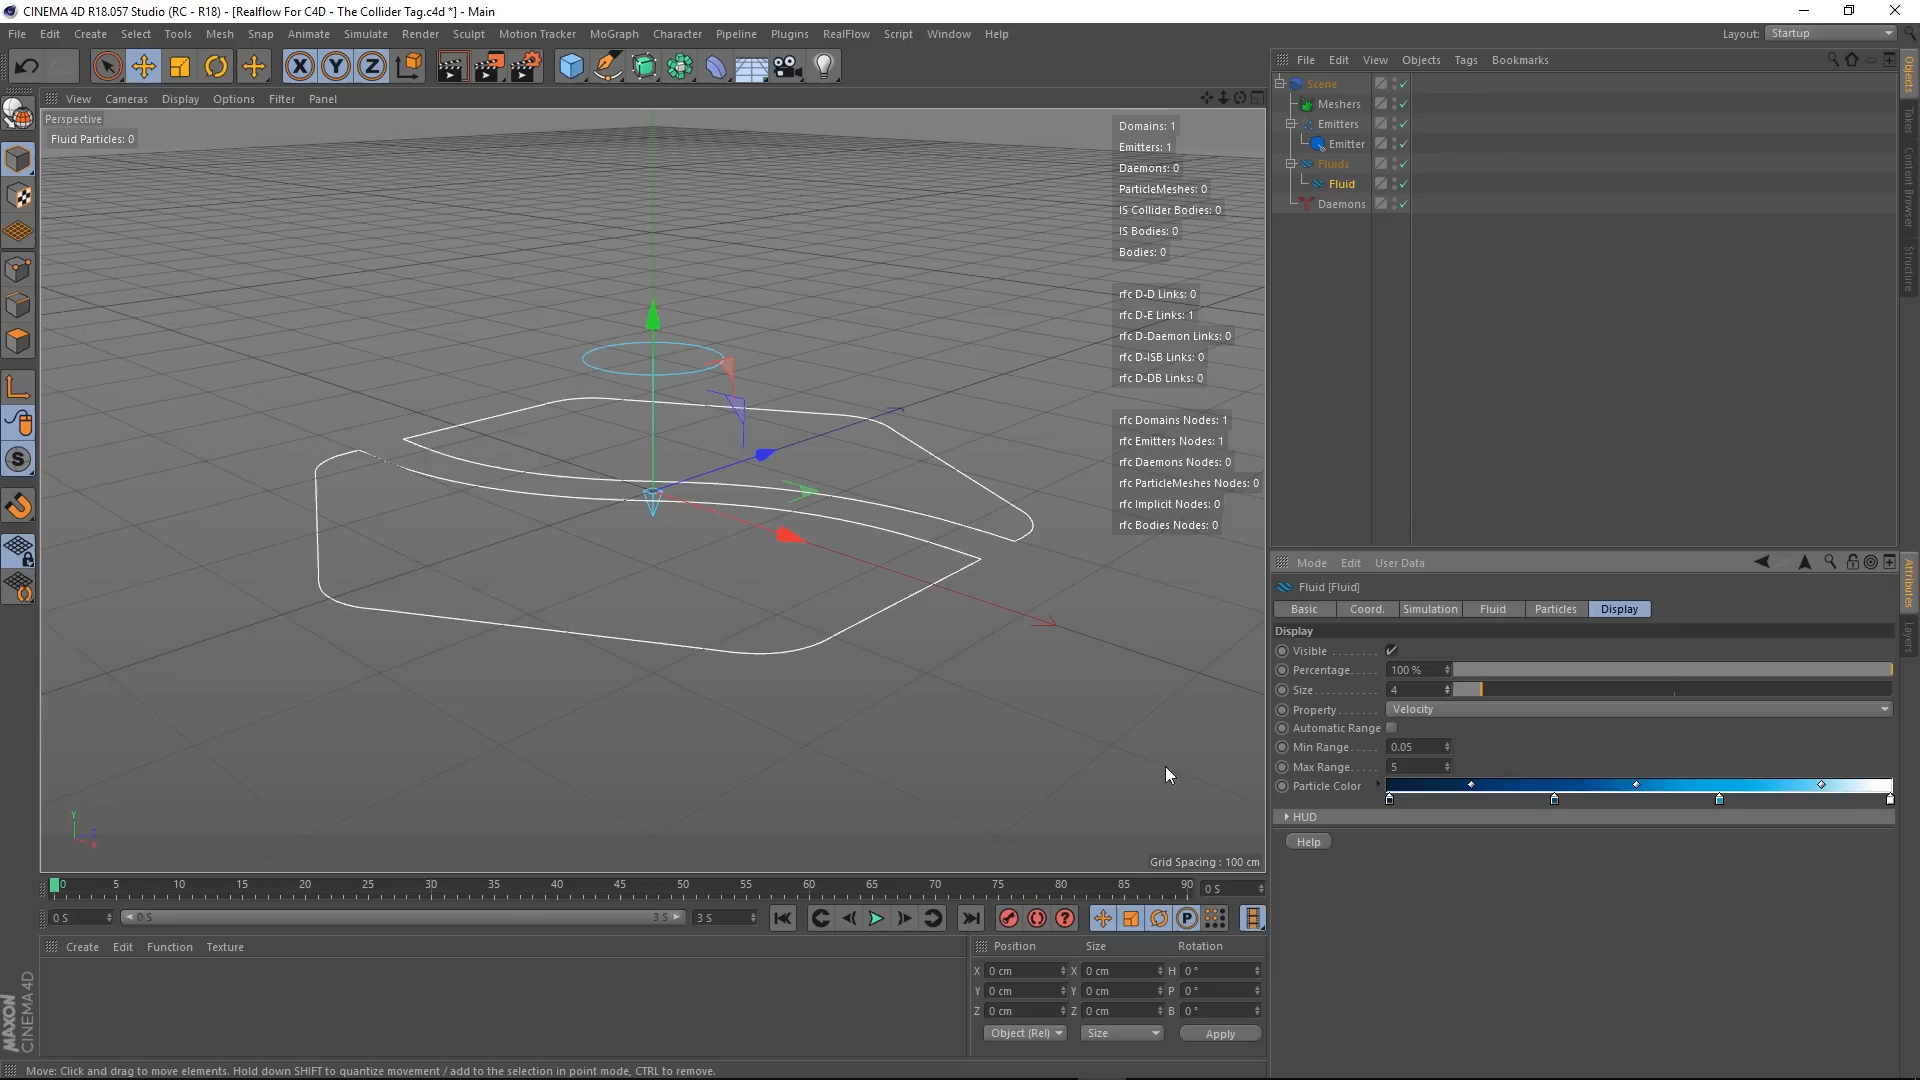 CINEMA 4D R18.057 Studio (RC - R18) - [Realflow For C4D - The Collider Tag.c4d *] - Main
File Edit Create Select Tools Mesh Snap Animate Simulate Render Sculpt Motion Tracker MoGraph Character Pipeline Plugins RealFlow Script Window Help
Layout: Startup
X Y Z
View Cameras Display Options Filter Panel
Perspective
Fluid Particles: 0
Domains: 1
Emitters: 1
Daemons: 0
ParticleMeshes: 0
IS Collider Bodies: 0
IS Bodies: 0
Bodies: 0
rfc D-D Links: 0
rfc D-E Links: 1
rfc D-Daemon Links: 0
rfc D-ISB Links: 0
rfc D-DB Links: 0
rfc Domains Nodes: 1
rfc Emitters Nodes: 1
rfc Daemons Nodes: 0
rfc ParticleMeshes Nodes: 0
rfc Implicit Nodes: 0
rfc Bodies Nodes: 0
Y
Z
X
Grid Spacing : 100 cm
File Edit View Objects Tags Bookmarks
Scene
Meshers
Emitters
Emitter
Fluids
Fluid
Daemons
Objects
Takes
Content Browser
Structure
Mode Edit User Data
Fluid [Fluid]
Basic Coord. Simulation Fluid Particles Display
Display
Visible
Percentage 100 %
Size 4
Property Velocity
Automatic Range
Min Range 0.05
Max Range 5
Particle Color
HUD
Help
Attributes
Layers
0 5 10 15 20 25 30 35 40 45 50 55 60 65 70 75 80 85 90 0 S
0 S 0 S 3 S 3 S
P
Create Edit Function Texture
Position Size Rotation
X 0 cm X 0 cm H 0 °
Y 0 cm Y 0 cm P 0 °
Z 0 cm Z 0 cm B 0 °
Object (Rel) Size Apply
MAXON
CINEMA 4D
Move: Click and drag to move elements. Hold down SHIFT to quantize movement / add to the selection in point mode, CTRL to remove.